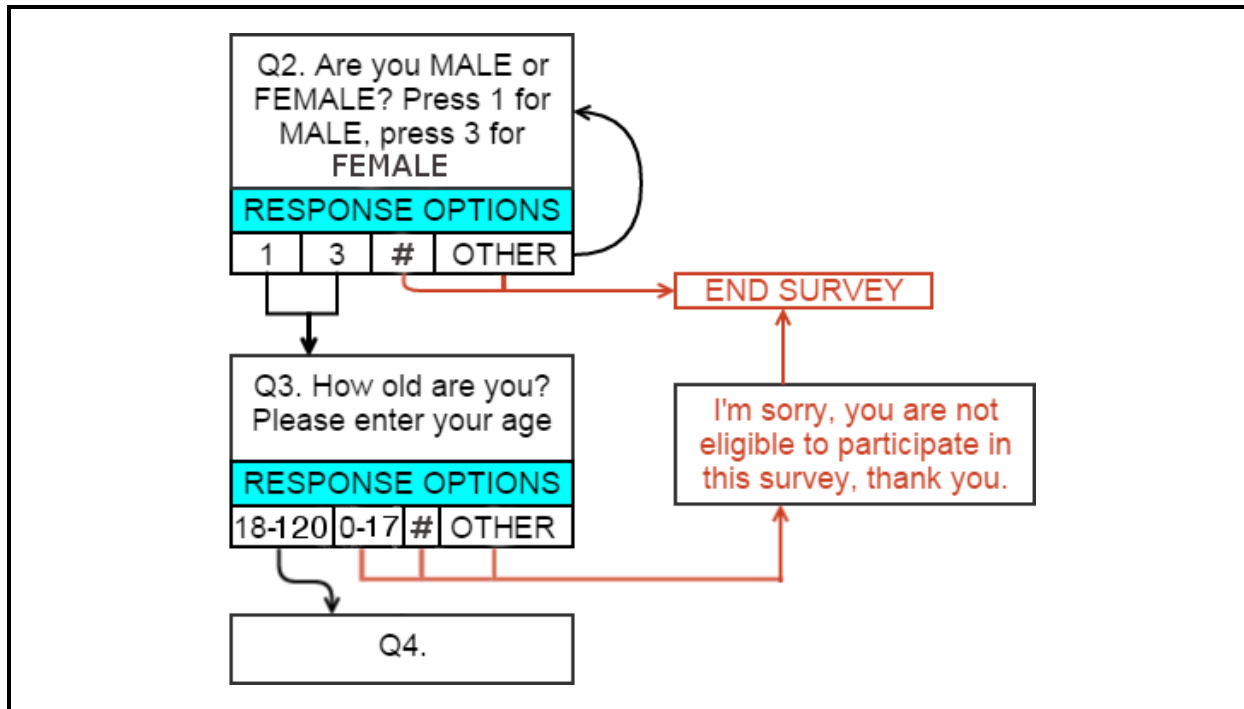 Q2. Are you MALE or
FEMALE? Press 1 for
MALE, press 3 for
FEMALE
RESPONSE OPTIONS
1 3 # OTHER
END SURVEY
Q3. How old are you?
Please enter your age
RESPONSE OPTIONS
18-120 0-17 # OTHER
I'm sorry, you are not
eligible to participate in
this survey, thank you.
Q4.